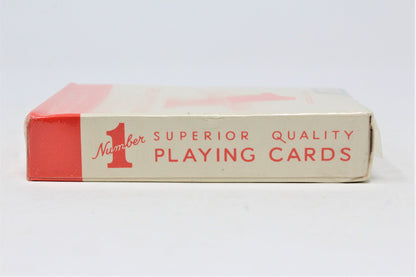 Number 1
SUPERIOR QUALITY
PLAYING CARDS